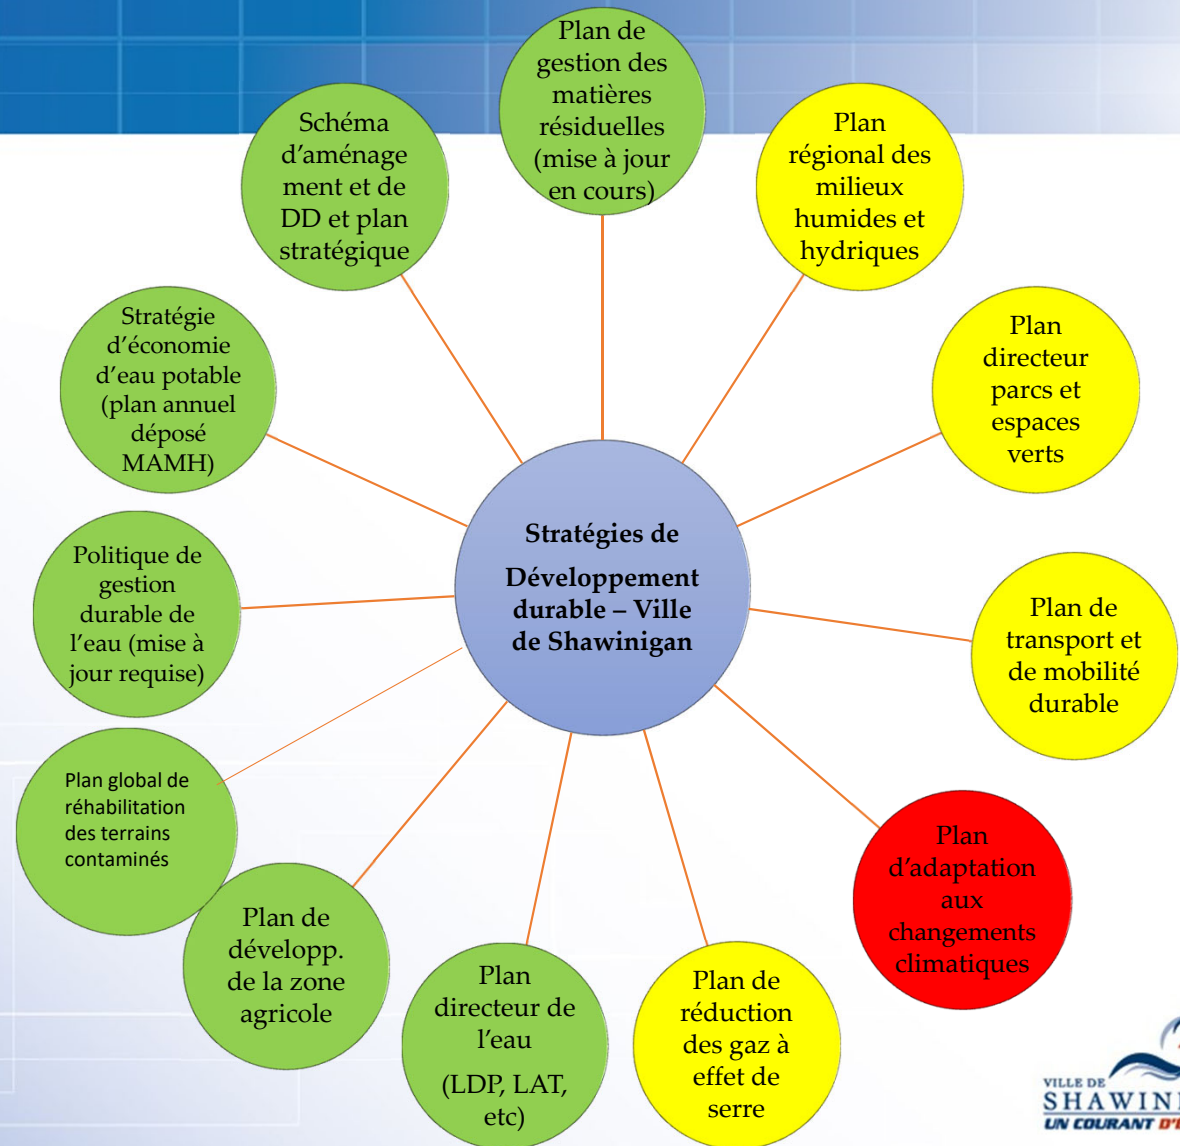 Plan de
gestion des
matières
résiduelles
(mise à jour
en cours)
Plan
régional des
milieux
humides et
hydriques
Plan
directeur
parcs et
espaces
verts
Plan de
transport et
de mobilité
durable
Plan
d'adaptation
aux
changements
climatiques
Plan de
réduction
des gaz à
effet de
serre
Plan
directeur de
l'eau
(LDP, LAT,
etc)
Plan de
développ.
de la zone
agricole
Plan global de
réhabilitation
des terrains
contaminés
Politique de
gestion
durable de
l'eau (mise à
jour requise)
Stratégie
d'économie
d'eau potable
(plan annuel
déposé
MAMH)
Schéma
d'aménage
ment et de
DD et plan
stratégique
Stratégies de
Développement
durable – Ville
de Shawinigan
VILLE DE
SHAWIN
UN COURANT